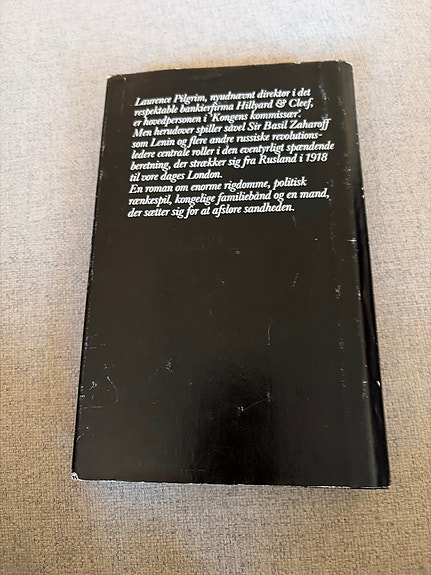 Laurence Pilgrim, nyudnævnt direktør i det
respektable bankierfirma Hillyard & Cleef,
er hovedpersonen i 'Kongens kommissær'.
Men herudover spiller såvel Sir Basil Zaharoff
som Lenin og flere andre russiske revolutions-
ledere centrale roller i den eventyrligt spændende
beretning, der strækker sig fra Rusland i 1918
til vore dages London.
En roman om enorme rigdomme, politisk
rænkespil, kongelige familiebånd og en mand,
der sætter sig for at afsløre sandheden.